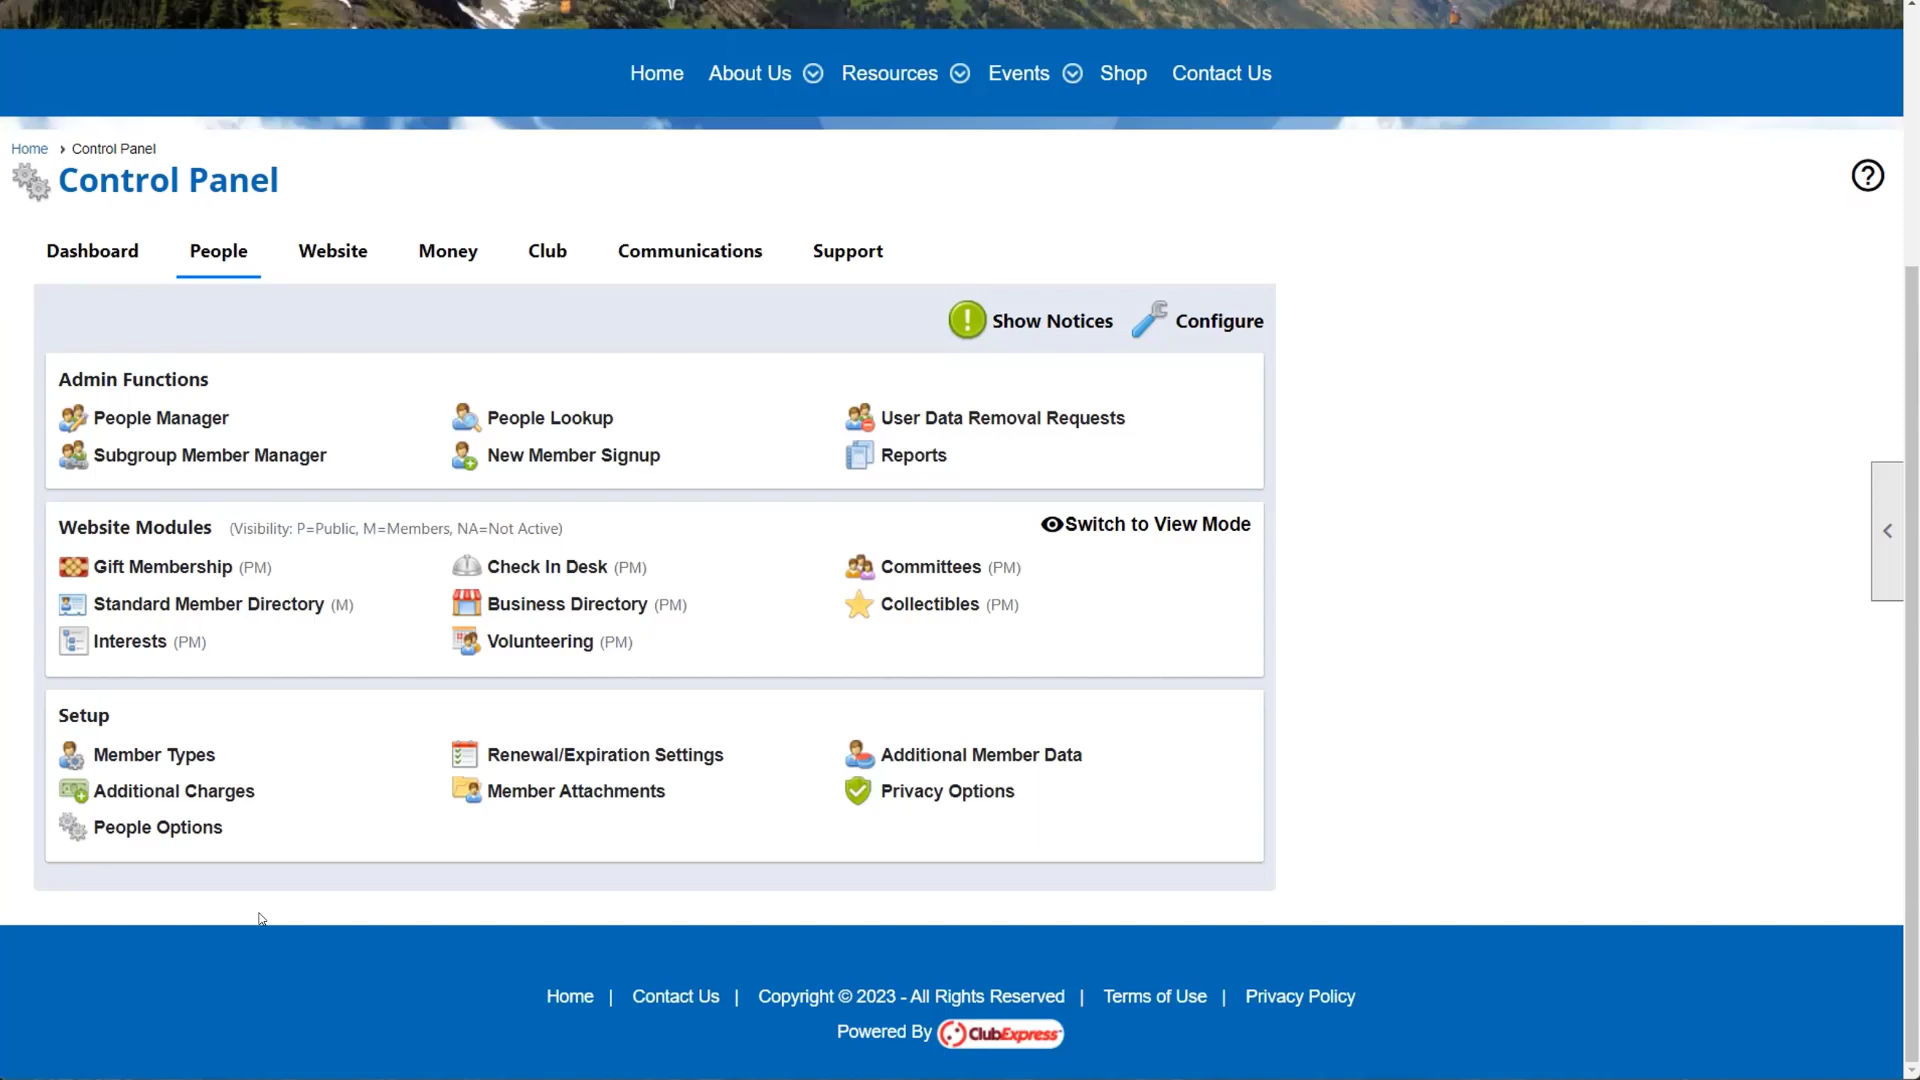 Home About Us Resources Events Shop Contact Us
Home › Control Panel
Control Panel
Dashboard People Website Money Club Communications Support
Show Notices Configure
Admin Functions
People Manager People Lookup User Data Removal Requests
Subgroup Member Manager New Member Signup Reports
Website Modules (Visibility: P=Public, M=Members, NA=Not Active) Switch to View Mode
Gift Membership (PM) Check In Desk (PM) Committees (PM)
Standard Member Directory (M) Business Directory (PM) Collectibles (PM)
Interests (PM) Volunteering (PM)
Setup
Member Types Renewal/Expiration Settings Additional Member Data
Additional Charges Member Attachments Privacy Options
People Options
Home | Contact Us | Copyright © 2023 - All Rights Reserved | Terms of Use | Privacy Policy
Powered By ClubExpress